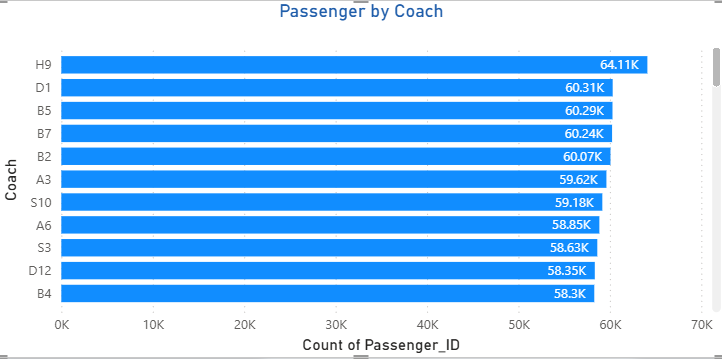 Passenger by Coach
Coach
H9 64.11K
D1 60.31K
B5 60.29K
B7 60.24K
B2 60.07K
A3 59.62K
S10 59.18K
A6 58.85K
S3 58.63K
D12 58.35K
B4 58.3K
0K 10K 20K 30K 40K 50K 60K 70K
Count of Passenger_ID